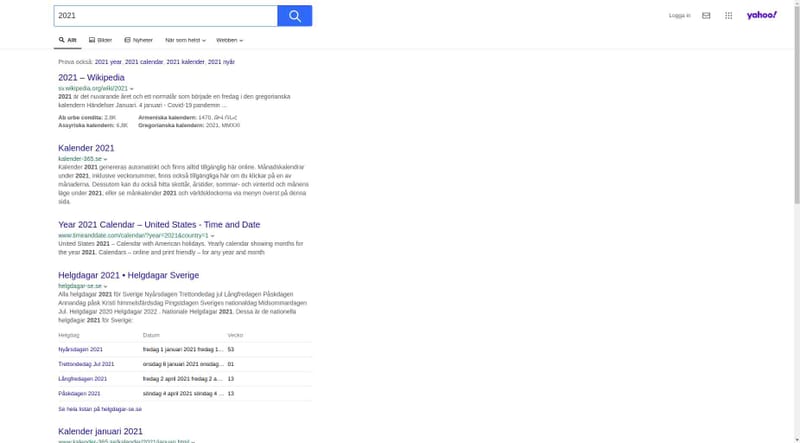 2021
Logga in
yahoo!
Allt
Bilder
Nyheter
När som helst
Webben
Prova också: 2021 year, 2021 calendar, 2021 kalender, 2021 nyår
2021 – Wikipedia
sv.wikipedia.org/wiki/2021
2021 är det nuvarande året och ett normalår som började en fredag i den gregorianska
kalendern Händelser Januari. 4 januari - Covid-19 pandemin ...
Ab urbe condita: 2,8K
Armeniska kalendern: 1470,
Assyriska kalendern: 6,8K
Gregorianska kalendern: 2021, MMXXI
Kalender 2021
kalender-365.se
Kalender 2021 genereras automatiskt och finns alltid tillgänglig här online. Månadskalendrar
under 2021, inklusive veckonummer, finns också tillgängliga här om du klickar på en av
månaderna. Dessutom kan du också hitta skottår, årstider, sommar- och vintertid och månens
läge under 2021, eller se månkalender 2021 och världsklockorna via menyn överst på denna
sida.
Year 2021 Calendar – United States - Time and Date
www.timeanddate.com/calendar/?year=2021&country=1
United States 2021 – Calendar with American holidays. Yearly calendar showing months for
the year 2021. Calendars – online and print friendly – for any year and month
Helgdagar 2021 • Helgdagar Sverige
helgdagar-se.se
Alla helgdagar 2021 för Sverige Nyårsdagen Trettondedag jul Långfredagen Påskdagen
Annandag påsk Kristi himmelsfärdsdag Pingstdagen Sveriges nationaldag Midsommardagen
Jul. Helgdagar 2020 Helgdagar 2022 . Nationale Helgdagar 2021. Dessa är de nationella
helgdagar 2021 för Sverige:
Helgdag Datum Vecka
Nyårsdagen 2021 fredag 1 januari 2021 fredag 1... 53
Trettondedag Jul 2021 onsdag 6 januari 2021 onsdag... 01
Långfredagen 2021 fredag 2 april 2021 fredag 2 a... 13
Påskdagen 2021 söndag 4 april 2021 söndag 4 ... 13
Se hela listan på helgdagar-se.se
Kalender januari 2021
www.kalender-365.se/kalender/2021/januari.html